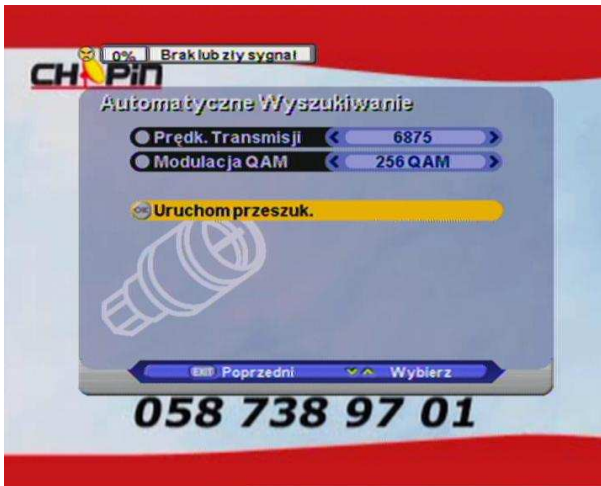 0% Brak lub zły sygnał
CHOPiN
Automatyczne Wyszukiwanie
Prędk. Transmisji 6875
Modulacja QAM 256 QAM
OK Uruchom przeszuk.
EXIT Poprzedni Wybierz
058 738 97 01